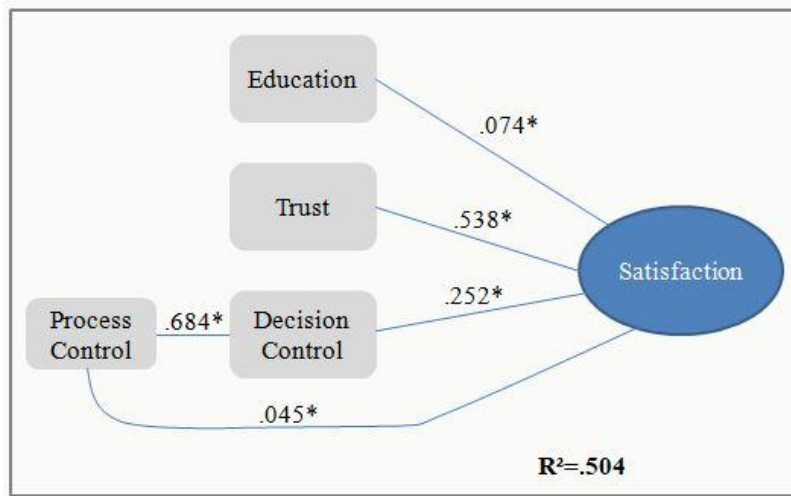 Education
.074*
Trust
.538*
Satisfaction
.252*
Process
Control
.684*
Decision
Control
.045*
R²=.504